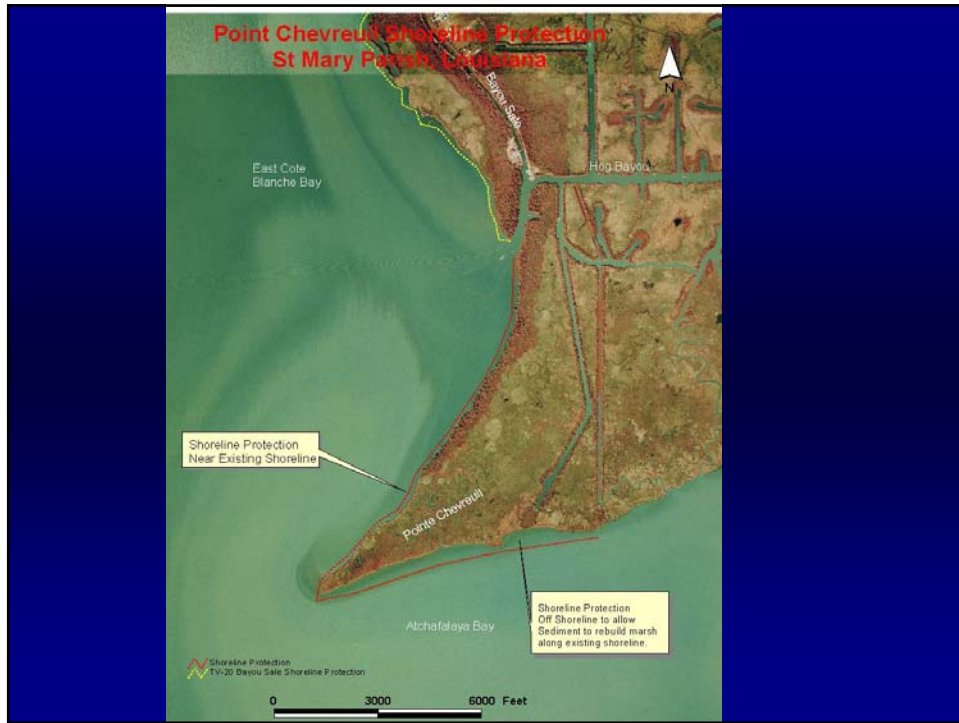 Point Chevreuil Shoreline Protection
St Mary Parish, Louisiana
N
Bayou Sale
East Cote
Blanche Bay
Hog Bayou
Shoreline Protection
Near Existing Shoreline
Pointe Chevreuil
Shoreline Protection
Off Shoreline to allow
Sediment to rebuild marsh
along existing shoreline.
Atchafalaya Bay
Shoreline Protection
TV-20 Bayou Sale Shoreline Protection
0 3000 6000 Feet